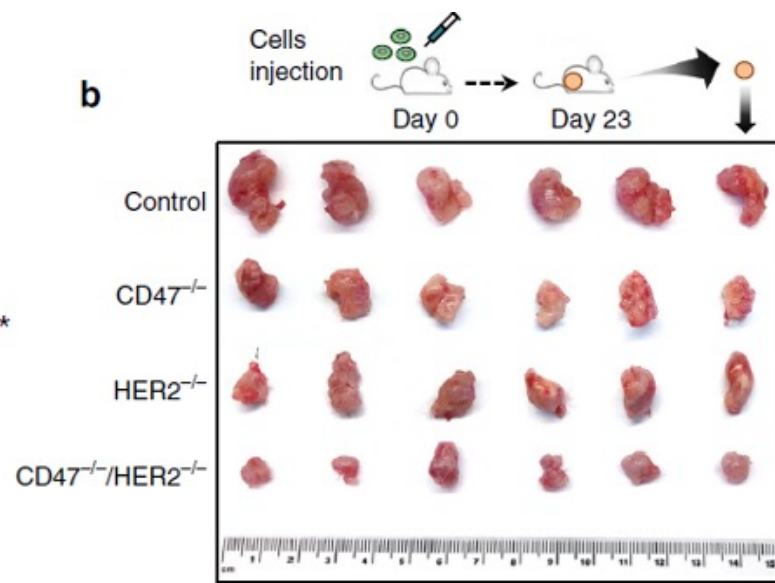 Cells
injection
b
Day 0
Day 23
Control
CD47–/–
*
HER2–/–
CD47–/–/HER2–/–
1 2 3 4 5 6 7 8 9 10 11 12 13 14 15
cm